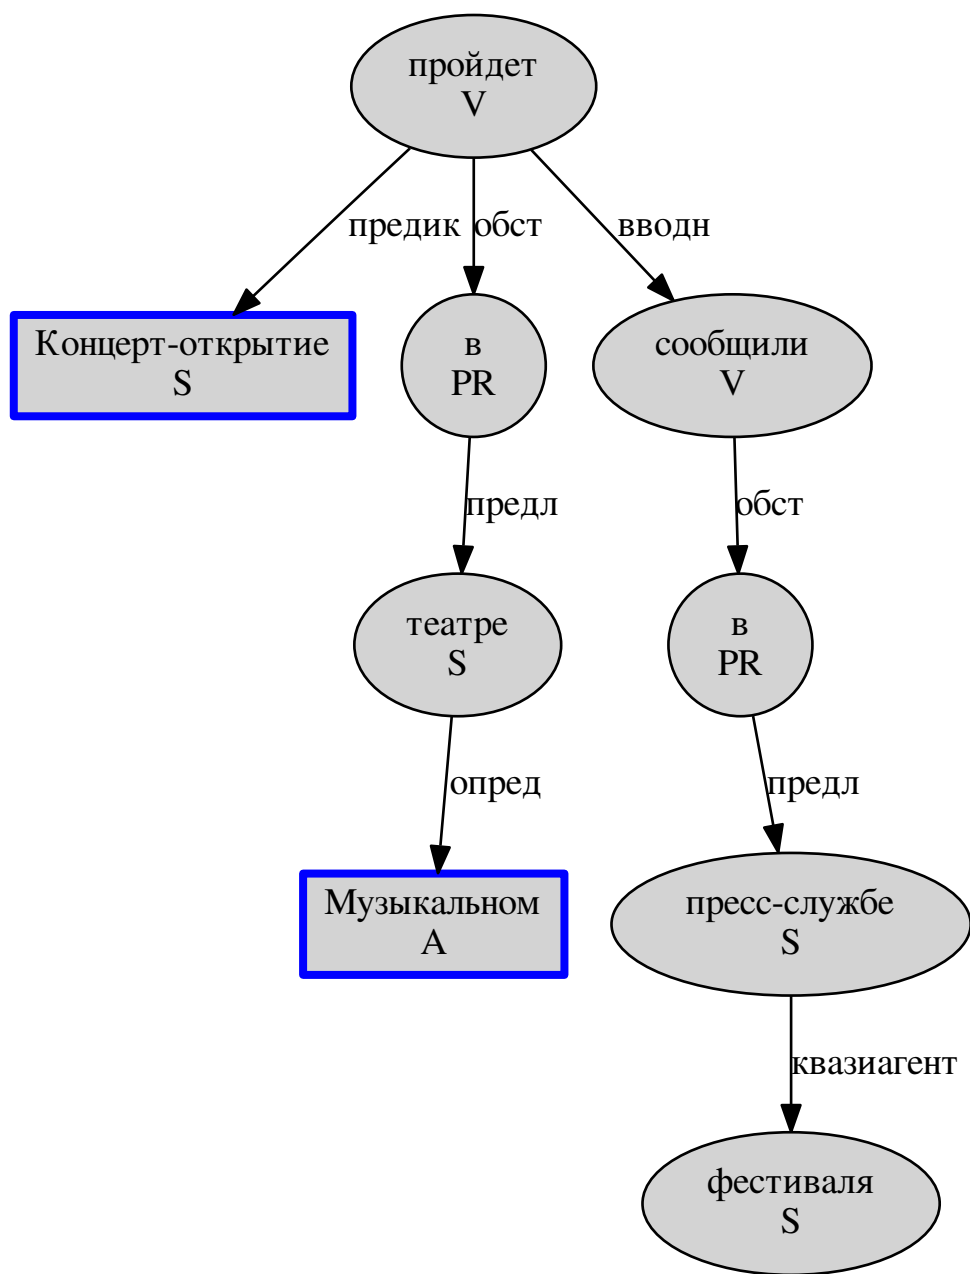 пройдет
V
предик
обст
вводн
Концерт-открытие
S
в
PR
сообщили
V
предл
обст
театре
S
в
PR
опред
предл
Музыкальном
A
пресс-службе
S
квазиагент
фестиваля
S